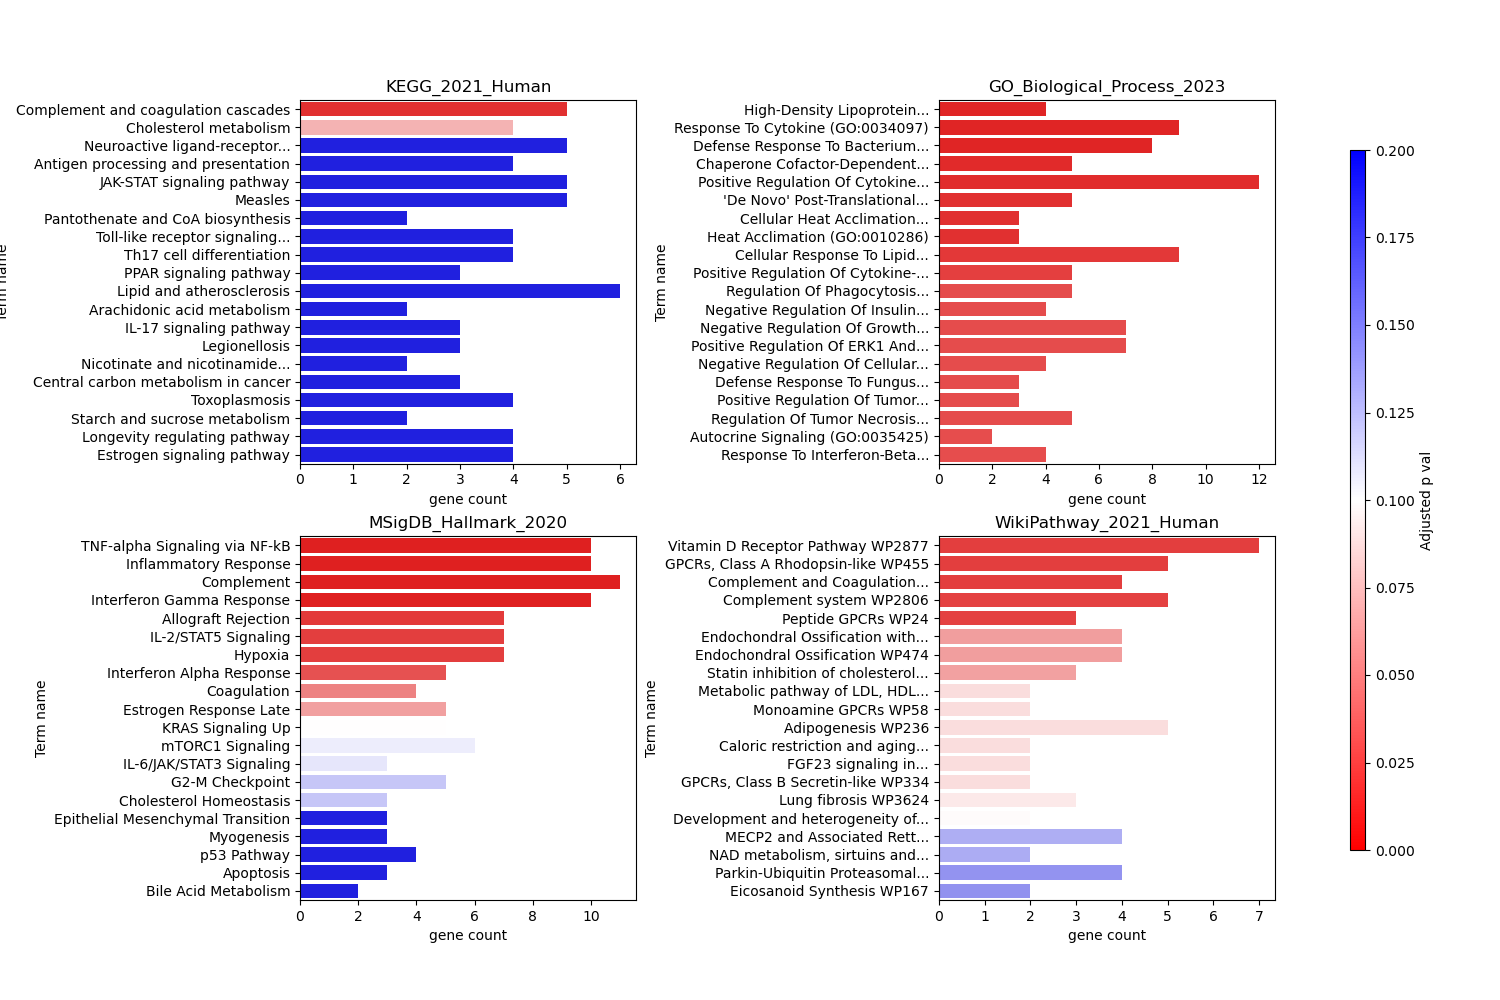 KEGG_2021_Human
Complement and coagulation cascades
Cholesterol metabolism
Neuroactive ligand-receptor...
Antigen processing and presentation
JAK-STAT signaling pathway
Measles
Pantothenate and CoA biosynthesis
Toll-like receptor signaling...
Th17 cell differentiation
PPAR signaling pathway
Lipid and atherosclerosis
Arachidonic acid metabolism
IL-17 signaling pathway
Legionellosis
Nicotinate and nicotinamide...
Central carbon metabolism in cancer
Toxoplasmosis
Starch and sucrose metabolism
Longevity regulating pathway
Estrogen signaling pathway
Term name
0 1 2 3 4 5 6
gene count
GO_Biological_Process_2023
High-Density Lipoprotein...
Response To Cytokine (GO:0034097)
Defense Response To Bacterium...
Chaperone Cofactor-Dependent...
Positive Regulation Of Cytokine...
'De Novo' Post-Translational...
Cellular Heat Acclimation...
Heat Acclimation (GO:0010286)
Cellular Response To Lipid...
Positive Regulation Of Cytokine-...
Regulation Of Phagocytosis...
Negative Regulation Of Insulin...
Negative Regulation Of Growth...
Positive Regulation Of ERK1 And...
Negative Regulation Of Cellular...
Defense Response To Fungus...
Positive Regulation Of Tumor...
Regulation Of Tumor Necrosis...
Autocrine Signaling (GO:0035425)
Response To Interferon-Beta...
Term name
0 2 4 6 8 10 12
gene count
MSigDB_Hallmark_2020
TNF-alpha Signaling via NF-kB
Inflammatory Response
Complement
Interferon Gamma Response
Allograft Rejection
IL-2/STAT5 Signaling
Hypoxia
Interferon Alpha Response
Coagulation
Estrogen Response Late
KRAS Signaling Up
mTORC1 Signaling
IL-6/JAK/STAT3 Signaling
G2-M Checkpoint
Cholesterol Homeostasis
Epithelial Mesenchymal Transition
Myogenesis
p53 Pathway
Apoptosis
Bile Acid Metabolism
Term name
0 2 4 6 8 10
gene count
WikiPathway_2021_Human
Vitamin D Receptor Pathway WP2877
GPCRs, Class A Rhodopsin-like WP455
Complement and Coagulation...
Complement system WP2806
Peptide GPCRs WP24
Endochondral Ossification with...
Endochondral Ossification WP474
Statin inhibition of cholesterol...
Metabolic pathway of LDL, HDL...
Monoamine GPCRs WP58
Adipogenesis WP236
Caloric restriction and aging...
FGF23 signaling in...
GPCRs, Class B Secretin-like WP334
Lung fibrosis WP3624
Development and heterogeneity of...
MECP2 and Associated Rett...
NAD metabolism, sirtuins and...
Parkin-Ubiquitin Proteasomal...
Eicosanoid Synthesis WP167
Term name
0 1 2 3 4 5 6 7
gene count
0.200
0.175
0.150
0.125
0.100
0.075
0.050
0.025
0.000
Adjusted p val